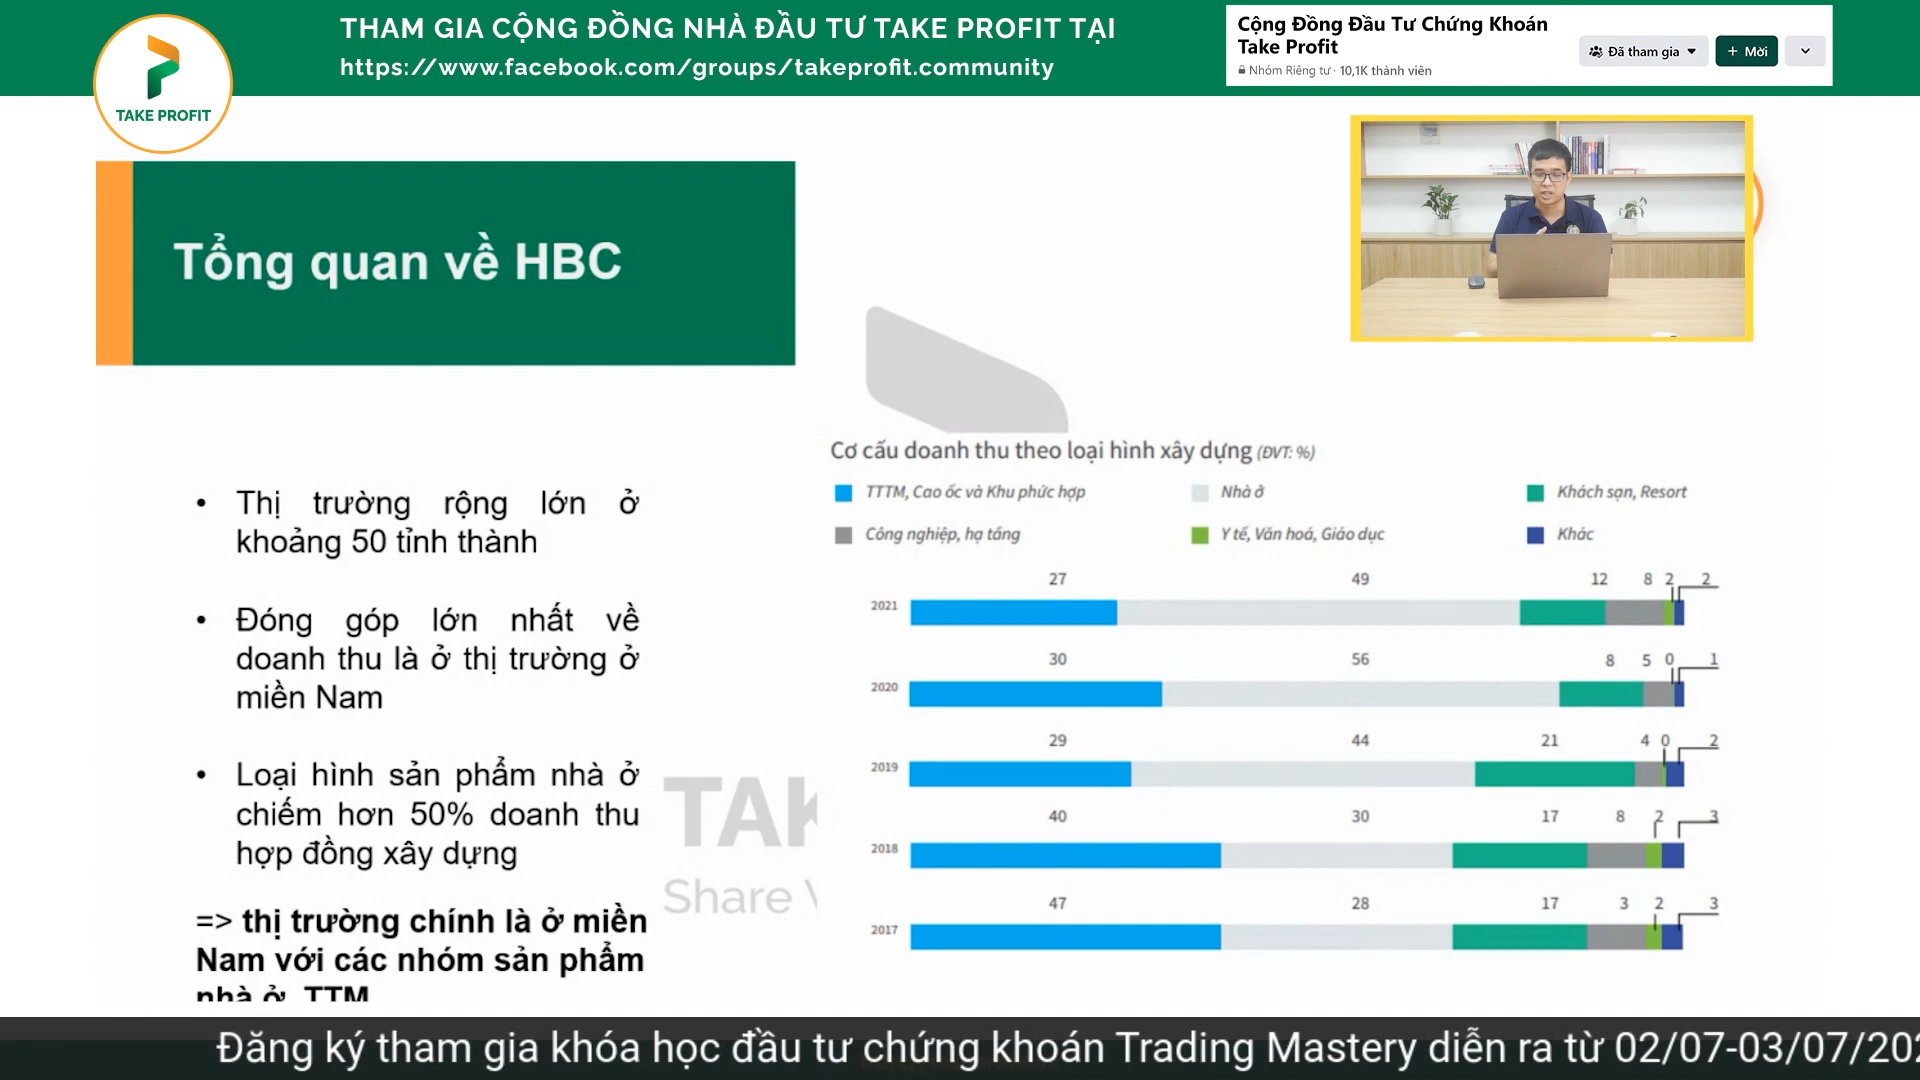 THAM GIA CỘNG ĐỒNG NHÀ ĐẦU TƯ TAKE PROFIT TẠI
https://www.facebook.com/groups/takeprofit.community
Cộng Đồng Đầu Tư Chứng Khoán
Take Profit
Nhóm Riêng tư · 10,1K thành viên
Đã tham gia
+ Mời
TAKE PROFIT
Tổng quan về HBC
• Thị trường rộng lớn ở
khoảng 50 tỉnh thành
• Đóng góp lớn nhất về
doanh thu là ở thị trường ở
miền Nam
• Loại hình sản phẩm nhà ở
chiếm hơn 50% doanh thu
hợp đồng xây dựng
=> thị trường chính là ở miền
Nam với các nhóm sản phẩm
nhà ở, TTM
TAK
Share
Cơ cấu doanh thu theo loại hình xây dựng (ĐVT: %)
TTTM, Cao ốc và Khu phức hợp
Nhà ở
Khách sạn, Resort
Công nghiệp, hạ tầng
Y tế, Văn hoá, Giáo dục
Khác
27 49 12 8 2 2
2021
30 56 8 5 0 1
2020
29 44 21 4 0 2
2019
40 30 17 8 2 3
2018
47 28 17 3 2 3
2017
Đăng ký tham gia khóa học đầu tư chứng khoán Trading Mastery diễn ra từ 02/07-03/07/202